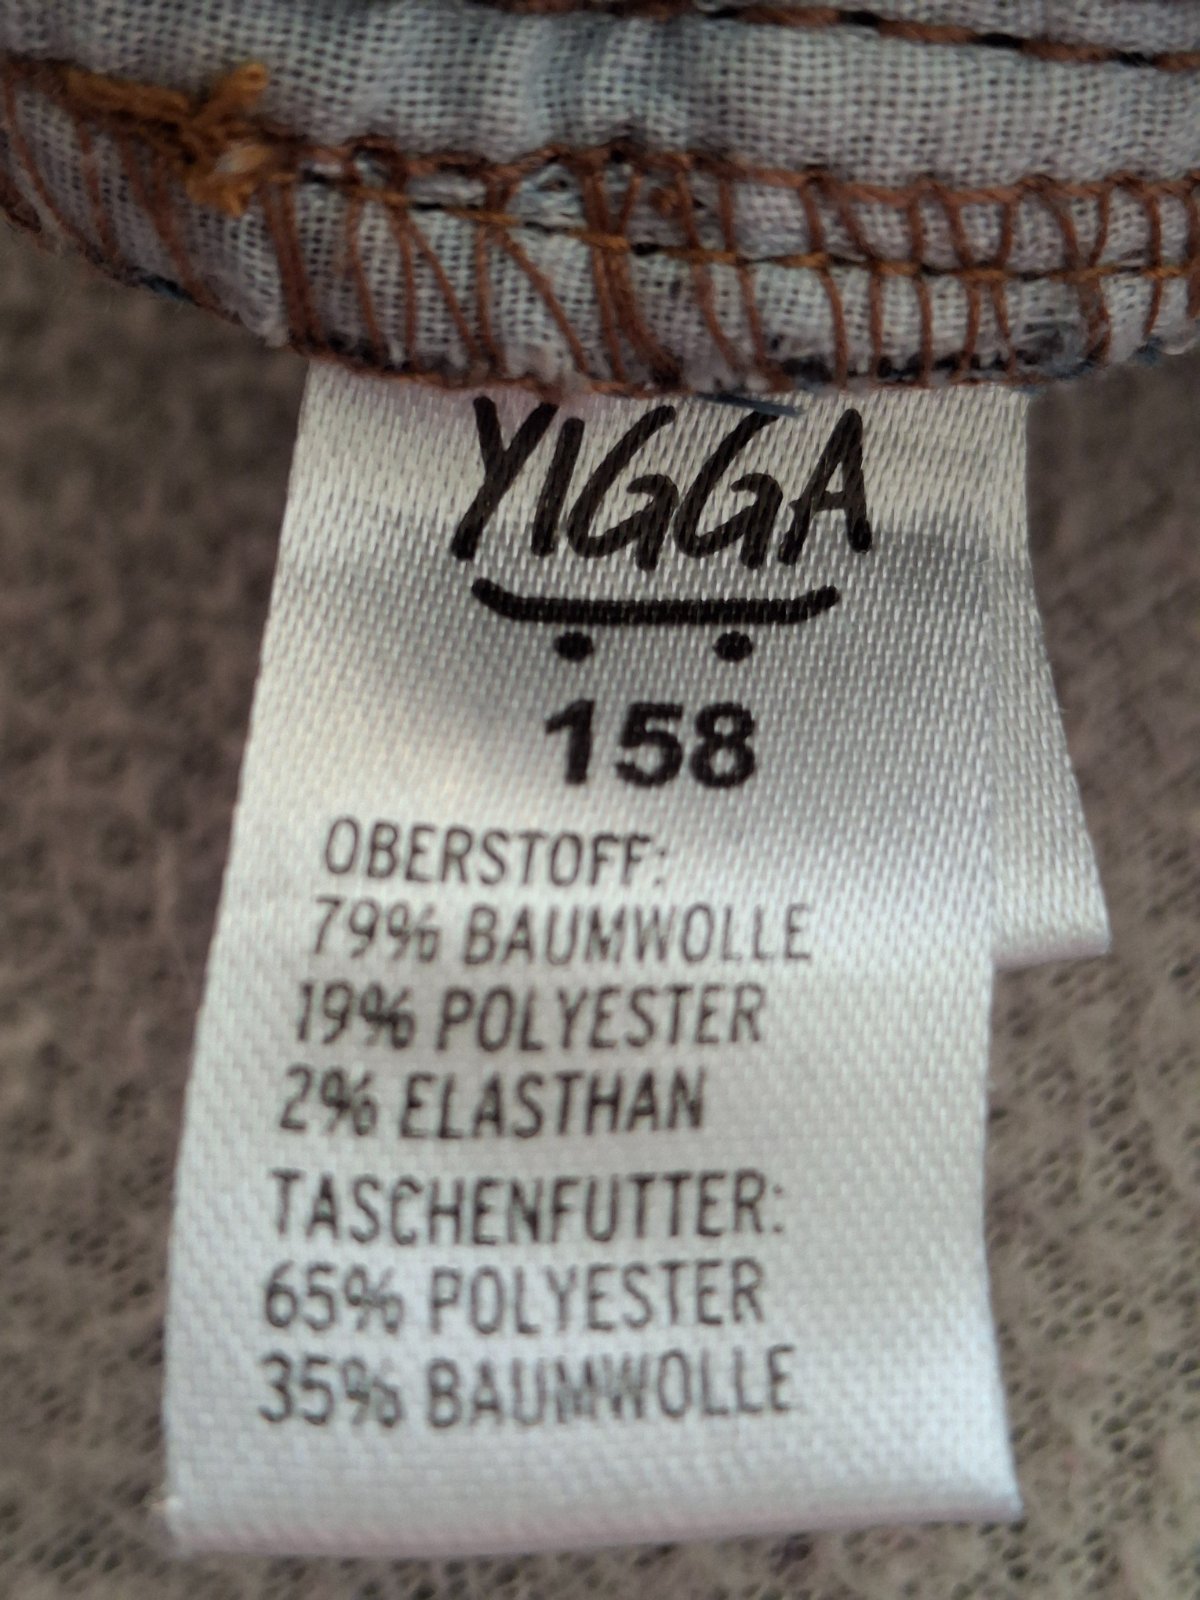 YIGGA
158
OBERSTOFF:
79% BAUMWOLLE
19% POLYESTER
2% ELASTHAN
TASCHENFUTTER:
65% POLYESTER
35% BAUMWOLLE